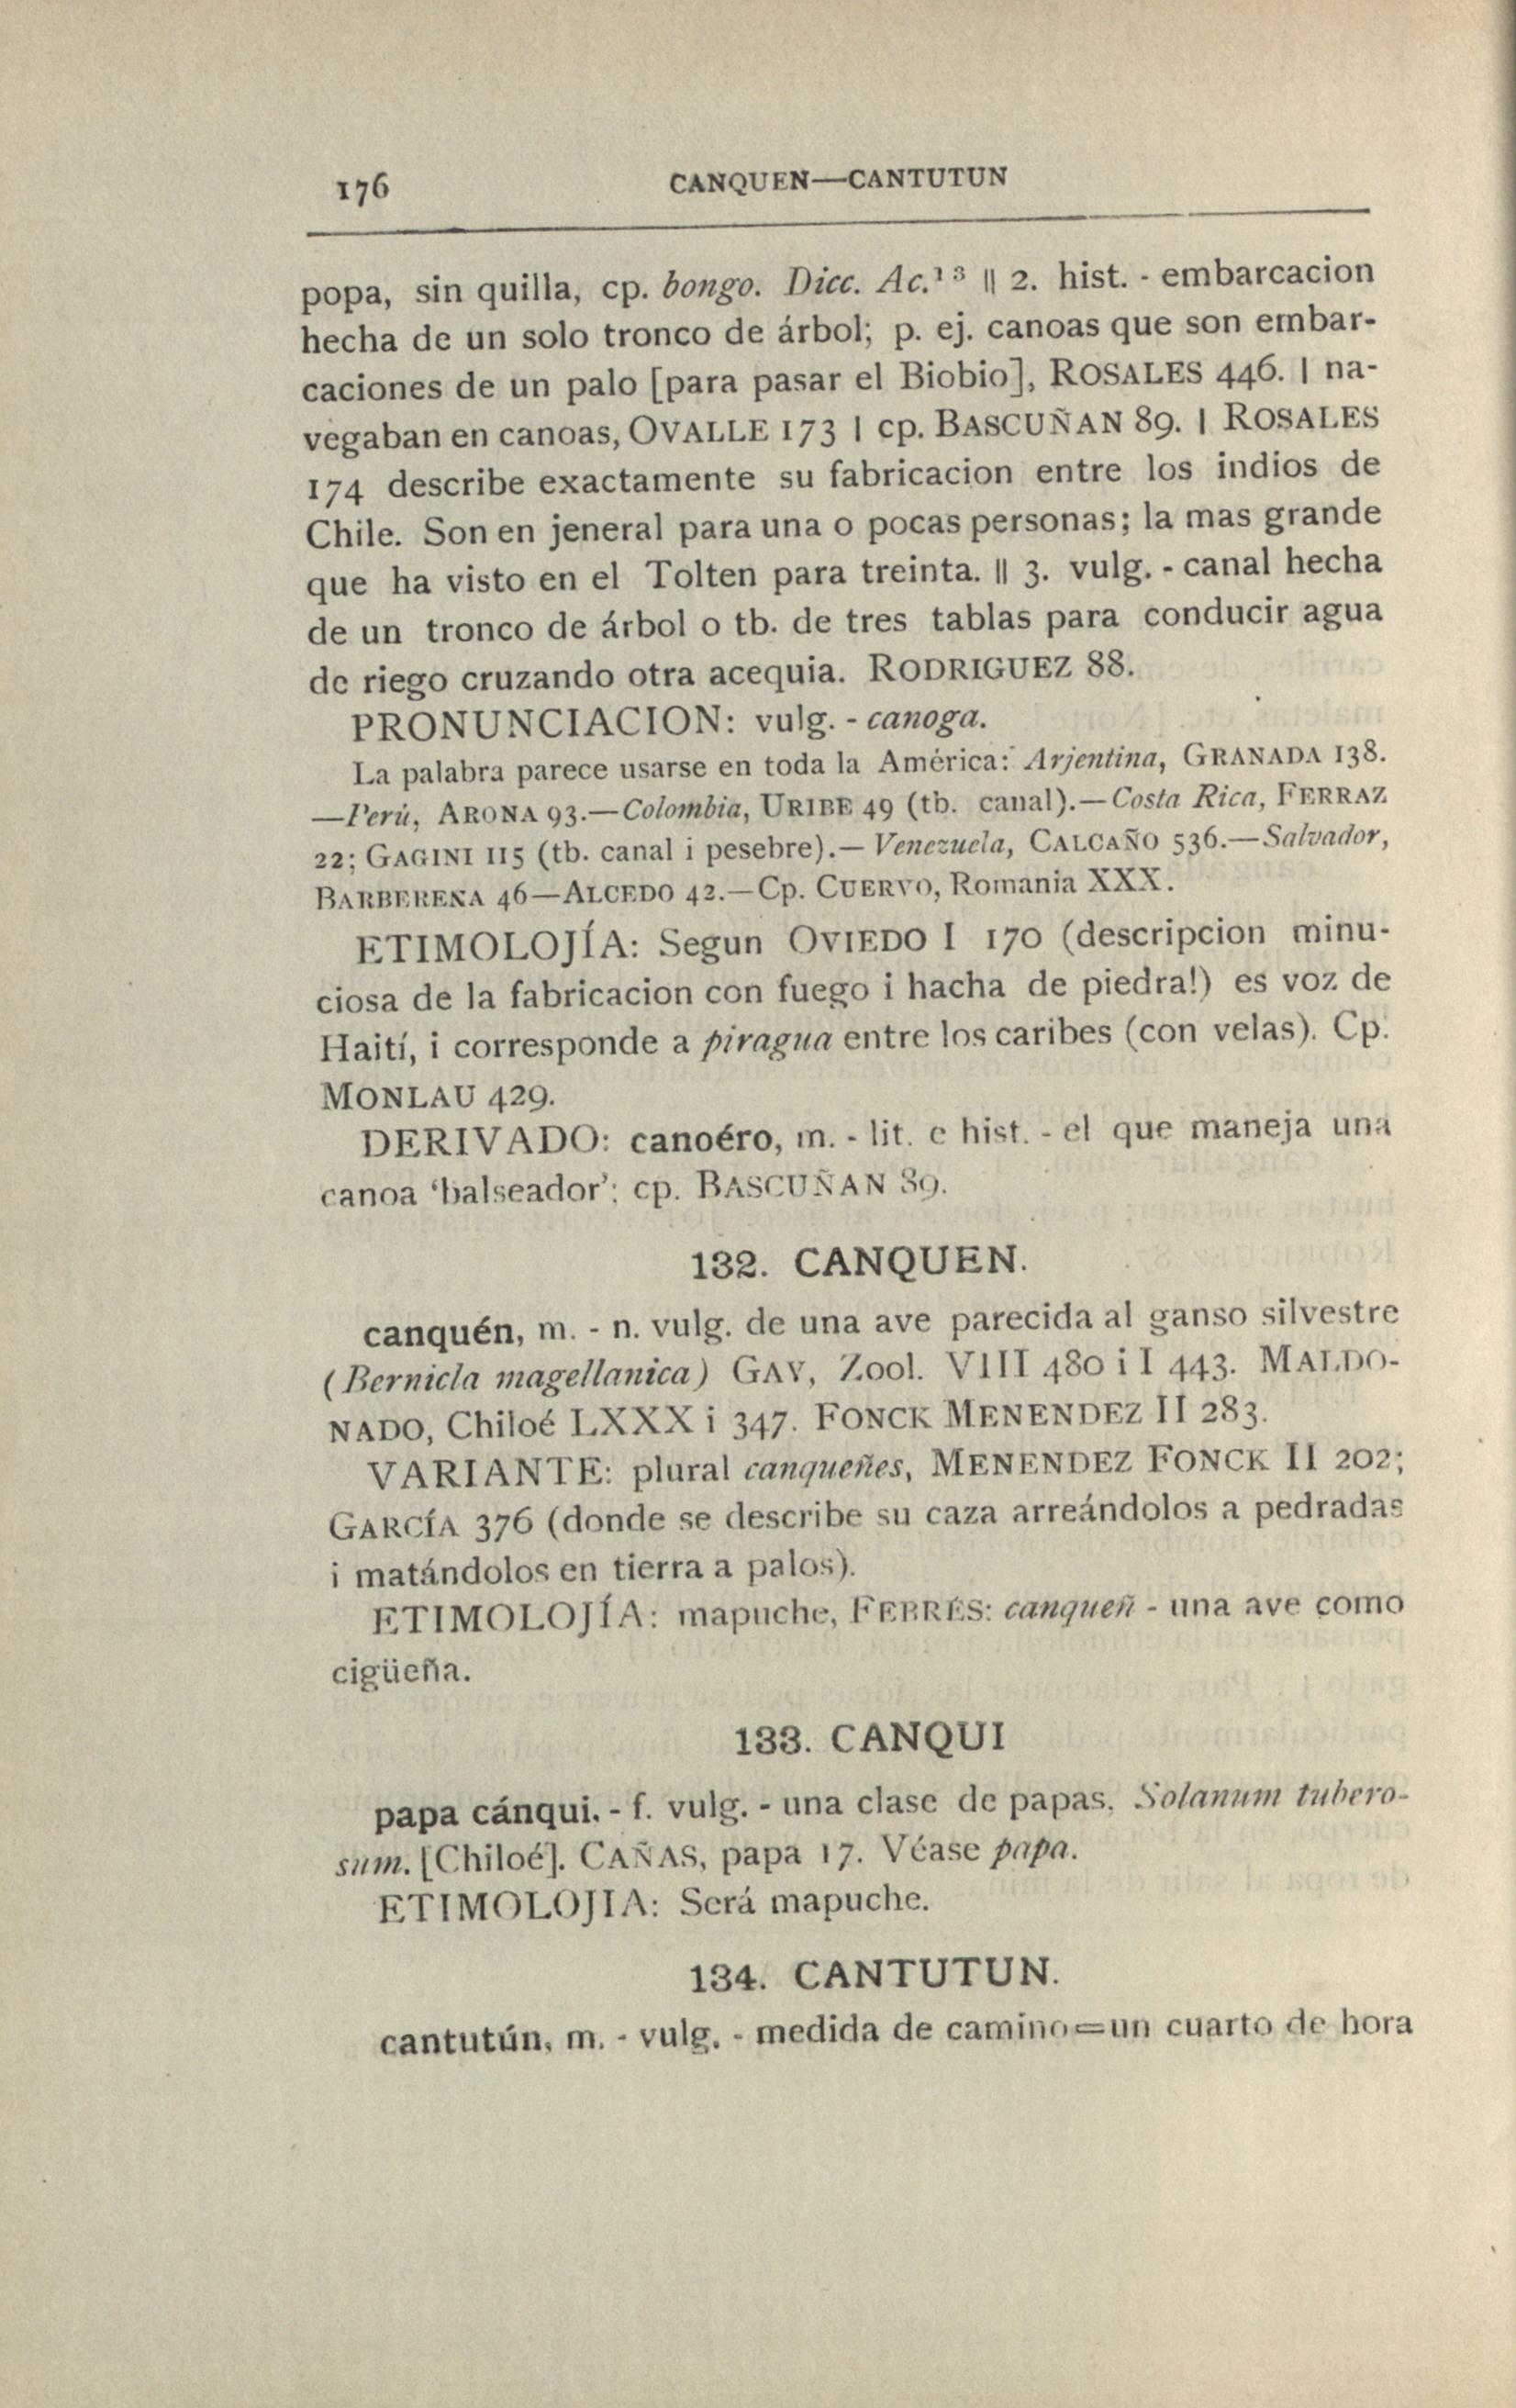 176
CANQUEN—CANTUTUN
popa, sin quilla, cp. bongo. Dicc. Ac.¹³ || 2. hist. - embarcacion
hecha de un solo tronco de árbol; p. ej. canoas que son embar-
caciones de un palo [para pasar el Biobio], ROSALES 446. | na-
vegaban en canoas, OVALLE 173 | cp. BASCUÑAN 89. | ROSALES
174 describe exactamente su fabricacion entre los indios de
Chile. Son en jeneral para una o pocas personas; la mas grande
que ha visto en el Tolten para treinta. || 3. vulg. - canal hecha
de un tronco de árbol o tb. de tres tablas para conducir agua
de riego cruzando otra acequia. RODRIGUEZ 88.
PRONUNCIACION: vulg. - canoga.
La palabra parece usarse en toda la América: Arjentina, GRANADA 138.
—Perú, ARONA 93.—Colombia, URIBE 49 (tb. canal).—Costa Rica, FERRAZ
22; GAGINI 115 (tb. canal i pesebre).—Venezuela, CALCAÑO 536.—Salvador,
BARBERENA 46—ALCEDO 42.—Cp. CUERVO, Romania XXX.
ETIMOLOJÍA: Segun OVIEDO I 170 (descripcion minu-
ciosa de la fabricacion con fuego i hacha de piedra!) es voz de
Haití, i corresponde a piragua entre los caribes (con velas). Cp.
MONLAU 429.
DERIVADO: canoéro, m. - lit. e hist. - el que maneja una
canoa ‘balseador’; cp. BASCUÑAN 89.
132. CANQUEN.
canquén, m. - n. vulg. de una ave parecida al ganso silvestre
(Bernicla magellanica) GAY, Zool. VIII 480 i I 443. MALDO-
NADO, Chiloé LXXX i 347. FONCK MENENDEZ II 283.
VARIANTE: plural canqueñes, MENENDEZ FONCK II 202;
GARCÍA 376 (donde se describe su caza arreándolos a pedradas
i matándolos en tierra a palos).
ETIMOLOJÍA: mapuche, FEBRÉS: canqueñ - una ave como
cigüeña.
133. CANQUI
papa cánqui. - f. vulg. - una clase de papas, Solanum tubero-
sum. [Chiloé]. CAÑAS, papa 17. Véase papa.
ETIMOLOJIA: Será mapuche.
134. CANTUTUN.
cantutún, m. - vulg. - medida de camino=un cuarto de hora